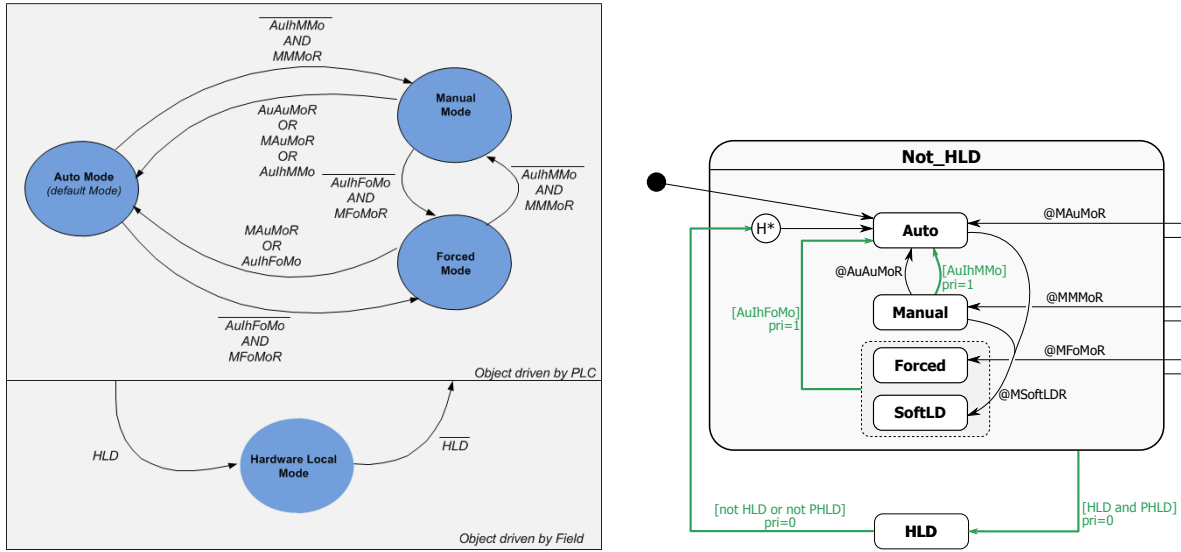 AuIhMMo
AND
MMMoR
Manual
Mode
AuAuMoR
OR
MAuMoR
OR
AuIhMMo
Auto Mode
(default Mode)
AuIhFoMo
AND
MFoMoR
AuIhMMo
AND
MMMoR
MAuMoR
OR
AuIhFoMo
Forced
Mode
AuIhFoMo
AND
MFoMoR
Object driven by PLC
HLD
Hardware Local
Mode
HLD
Object driven by Field
Not_HLD
H*
Auto
@MAuMoR
@AuAuMoR
[AuIhMMo]
pri=1
[AuIhFoMo]
pri=1
Manual
@MMMoR
Forced
@MFoMoR
@MSoftLDR
SoftLD
[not HLD or not PHLD]
pri=0
HLD
[HLD and PHLD]
pri=0